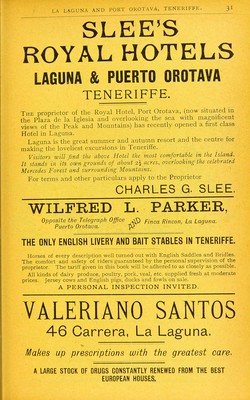 LA LAGUNA AND PORT OROTAVA, TENERIFFE. 31
SLEE'S
ROYAL HOTELS
LAGUNA & PUERTO OROTAVA
TENERIFFE.
THE proprietor of the Royal Hotel, Port Orotava, (now situated in
the Plaza de la Iglesia and overlooking the sea with magnificent
views of the Peak and Mountains) has recently opened a first class
Hotel in Laguna.
Laguna is the great summer and autumn resort and the centre for
making the loveliest excursions in Teneriffe.
Visitors will find the above Hotel the most comfortable in the Island.
It stands in its own grounds of about 2½ acres, overlooking the celebrated
Mercedes Forest and surrounding Mountains.
For terms and other particulars apply to the Proprietor
CHARLES G. SLEE.
WILFRED L. PARKER,
Opposite the Telegraph Office
Puerto Orotava.
AND
Finca Rincon, La Laguna.
THE ONLY ENGLISH LIVERY AND BAIT STABLES IN TENERIFFE.
Horses of every description well turned out with English Saddles and Bridles.
The comfort and safety of riders guaranteed by the personal supervision of the
proprietor. The tariff given in this book will be adhered to as closely as possible.
All kinds of dairy produce, poultry, pork, veal, etc. supplied fresh at moderate
prices. Jersey cows and English pigs, ducks and fowls on sale.
A PERSONAL INSPECTION INVITED.
VALERIANO SANTOS
46 Carrera, La Laguna.
Makes up prescriptions with the greatest care.
A LARGE STOCK OF DRUGS CONSTANTLY RENEWED FROM THE BEST
EUROPEAN HOUSES.